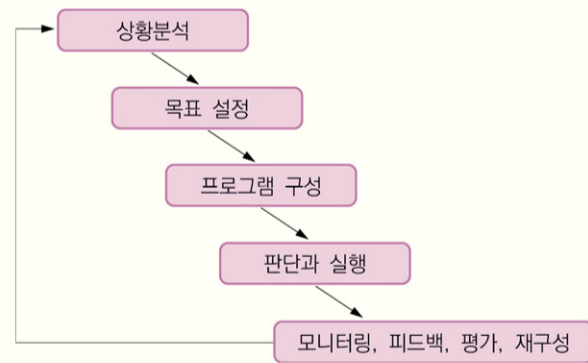 상황분석
목표 설정
프로그램 구성
판단과 실행
모니터링, 피드백, 평가, 재구성